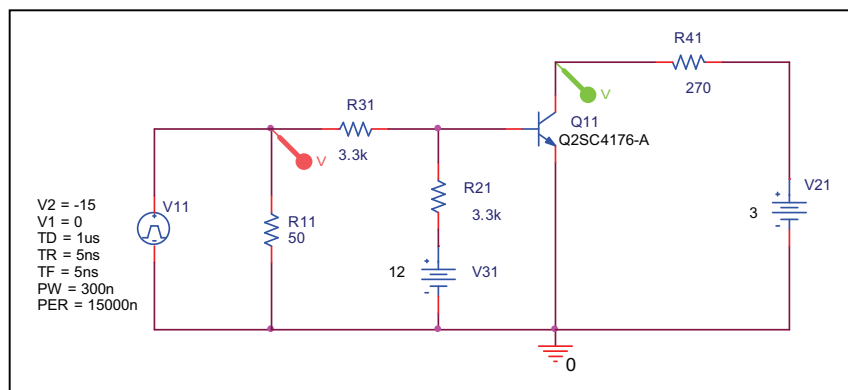 R41
270
V
R31
3.3k
Q11
Q2SC4176-A
V
R21
3.3k
V21
3
V11
V2 = -15
V1 = 0
TD = 1us
TR = 5ns
TF = 5ns
PW = 300n
PER = 15000n
R11
50
12
V31
0